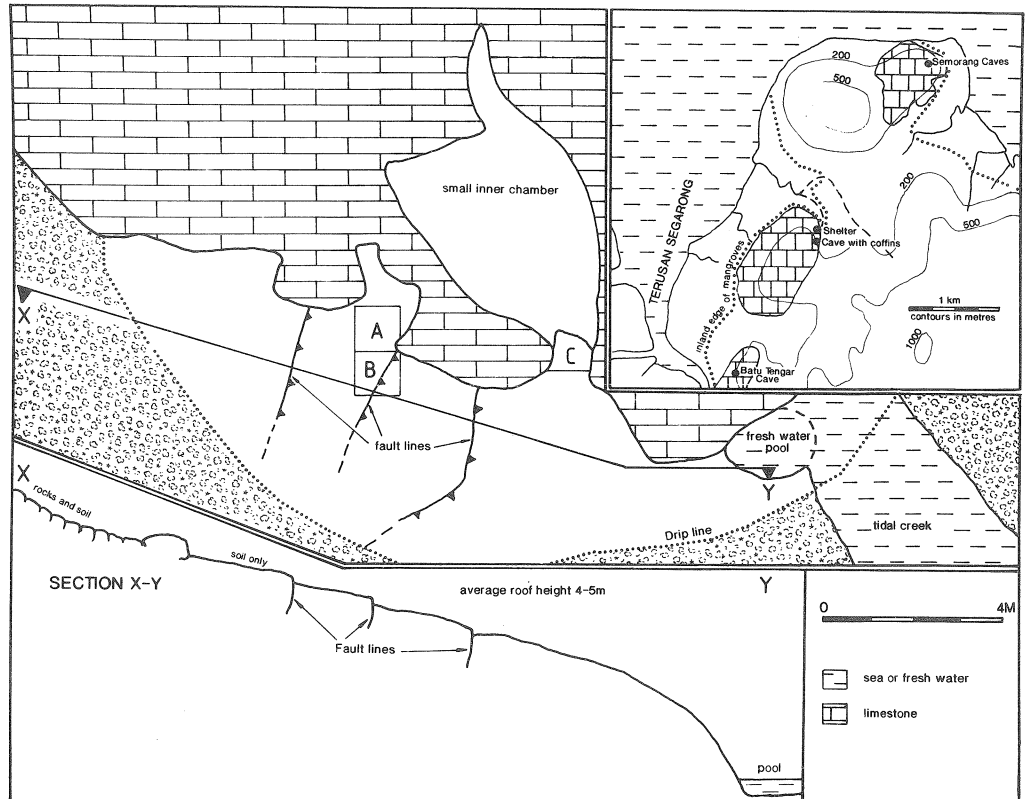 small inner chamber
A
B
C
X
fault lines
fresh water
pool
Y
Drip line
tidal creek
200
500
Semorang Caves
TERUSAN SEGARONG
inland edge of mangroves
Shelter
Cave with coffins
200
500
1 km
contours in metres
1000
Batu Tengar
Cave
X
rocks and soil
soil only
SECTION X-Y
average roof height 4-5m
Y
Fault lines
pool
0
4M
sea or fresh water
limestone